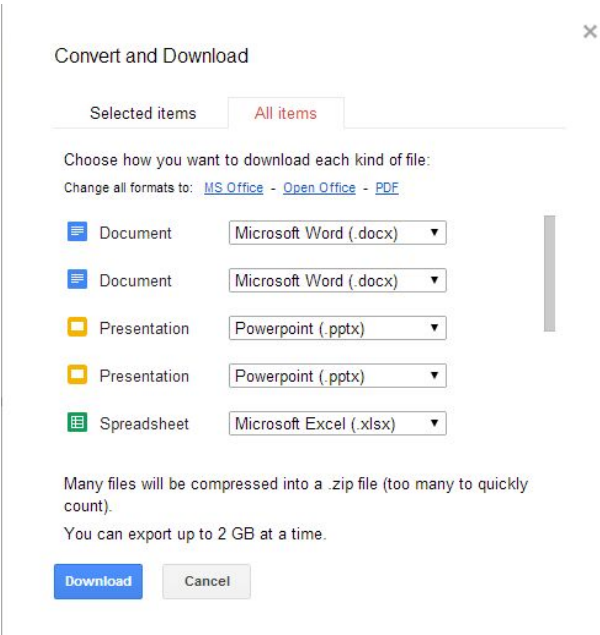 Convert and Download
Selected items All items
Choose how you want to download each kind of file:
Change all formats to: MS Office - Open Office - PDF
Document Microsoft Word (.docx)
Document Microsoft Word (.docx)
Presentation Powerpoint (.pptx)
Presentation Powerpoint (.pptx)
Spreadsheet Microsoft Excel (.xlsx)
Many files will be compressed into a .zip file (too many to quickly
count).
You can export up to 2 GB at a time.
Download Cancel